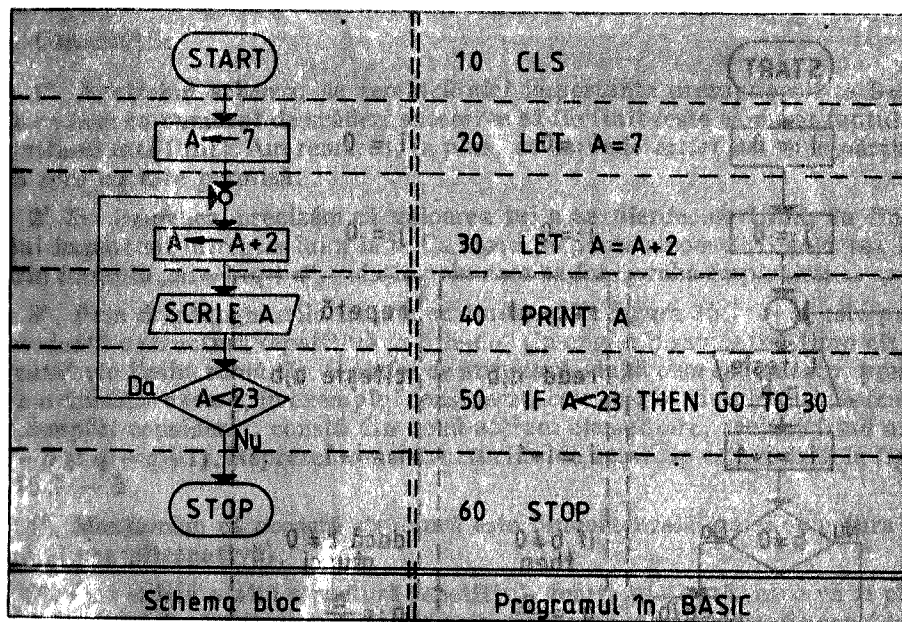 START
10 CLS
A ← 7
20 LET A=7
A ← A+2
30 LET A=A+2
SCRIE A
40 PRINT A
Da
A<23
50 IF A<23 THEN GO TO 30
Nu
STOP
60 STOP
Schema bloc
Programul în BASIC